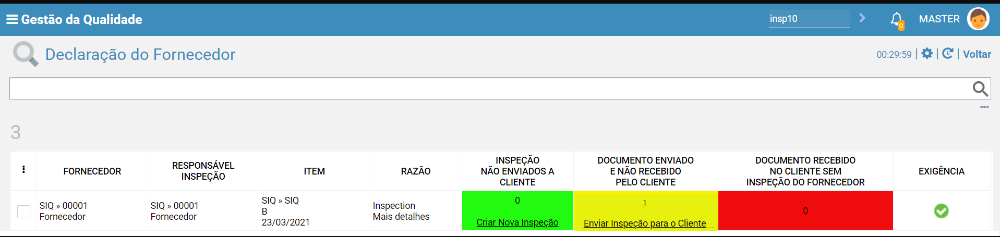 Gestão da Qualidade
insp10
0
MASTER
Declaração do Fornecedor
00:29:59 | | | Voltar
3
FORNECEDOR
RESPONSÁVEL
INSPEÇÃO
ITEM
RAZÃO
INSPEÇÃO
NÃO ENVIADOS A
CLIENTE
DOCUMENTO ENVIADO
E NÃO RECEBIDO
PELO CLIENTE
DOCUMENTO RECEBIDO
NO CLIENTE SEM
INSPEÇÃO DO FORNECEDOR
EXIGÊNCIA
SIQ » 00001
Fornecedor
SIQ » 00001
Fornecedor
SIQ » SIQ
B
23/03/2021
Inspection
Mais detalhes
0
Criar Nova Inspeção
1
Enviar Inspeção para o Cliente
0